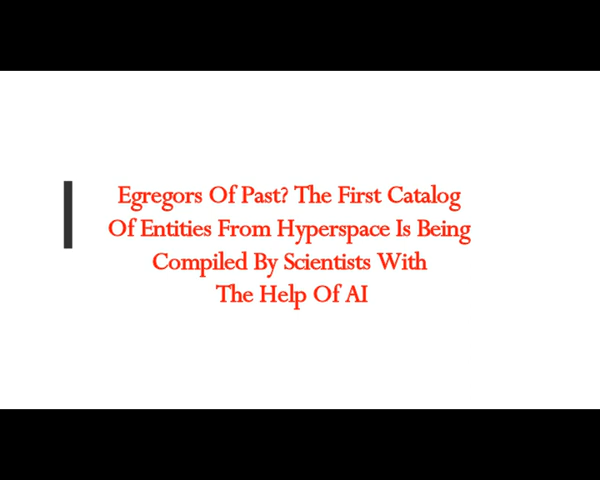 Egregors Of Past? The First Catalog
Of Entities From Hyperspace Is Being
Compiled By Scientists With
The Help Of AI